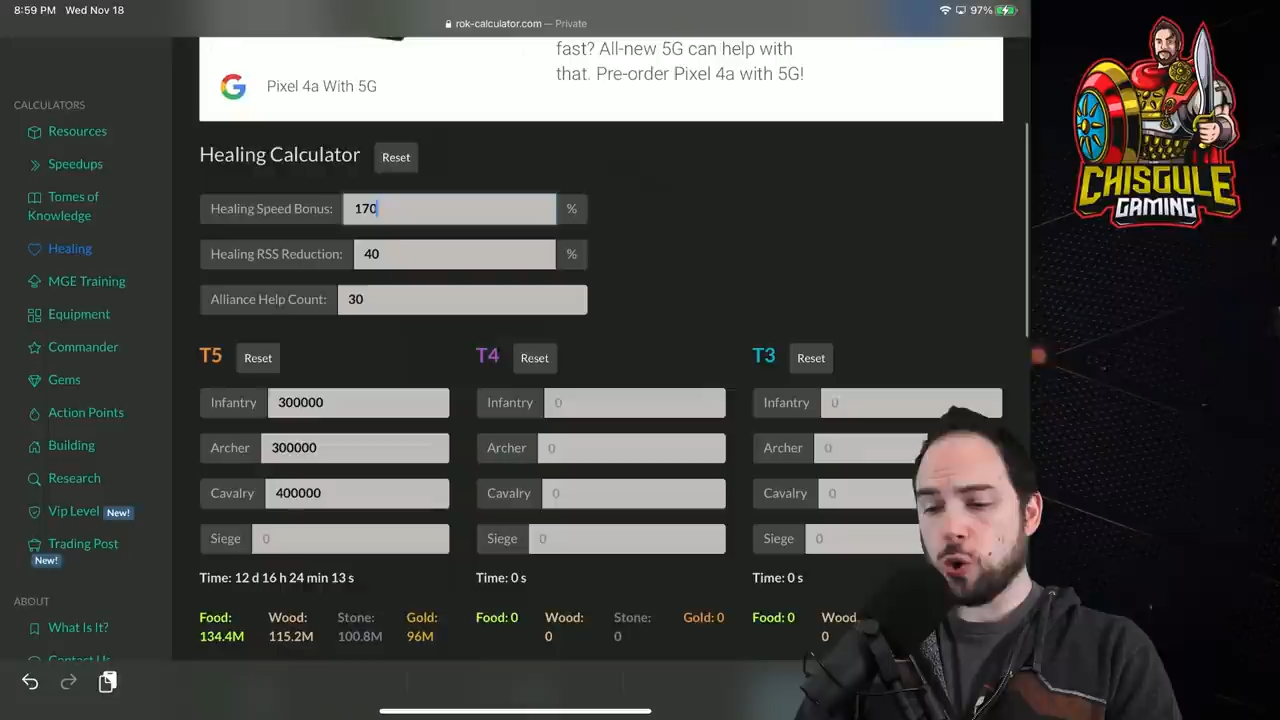 8:59 PM Wed Nov 18
rok-calculator.com — Private
97%
fast? All-new 5G can help with
that. Pre-order Pixel 4a with 5G!
G
Pixel 4a With 5G
CHISGULE
GAMING
CALCULATORS
Resources
Speedups
Tomes of
Knowledge
Healing
MGE Training
Equipment
Commander
Gems
Action Points
Building
Research
Vip Level New!
Trading Post
New!
ABOUT
What Is It?
Contact Us
Healing Calculator Reset
Healing Speed Bonus: 170 %
Healing RSS Reduction: 40 %
Alliance Help Count: 30
T5 Reset
Infantry 300000
Archer 300000
Cavalry 400000
Siege 0
Time: 12 d 16 h 24 min 13 s
Food: Wood: Stone: Gold:
134.4M 115.2M 100.8M 96M
T4 Reset
Infantry 0
Archer 0
Cavalry 0
Siege 0
Time: 0 s
Food: 0 Wood: Stone: Gold: 0
0 0
T3 Reset
Infantry 0
Archer 0
Cavalry 0
Siege 0
Time: 0 s
Food: 0 Wood:
0